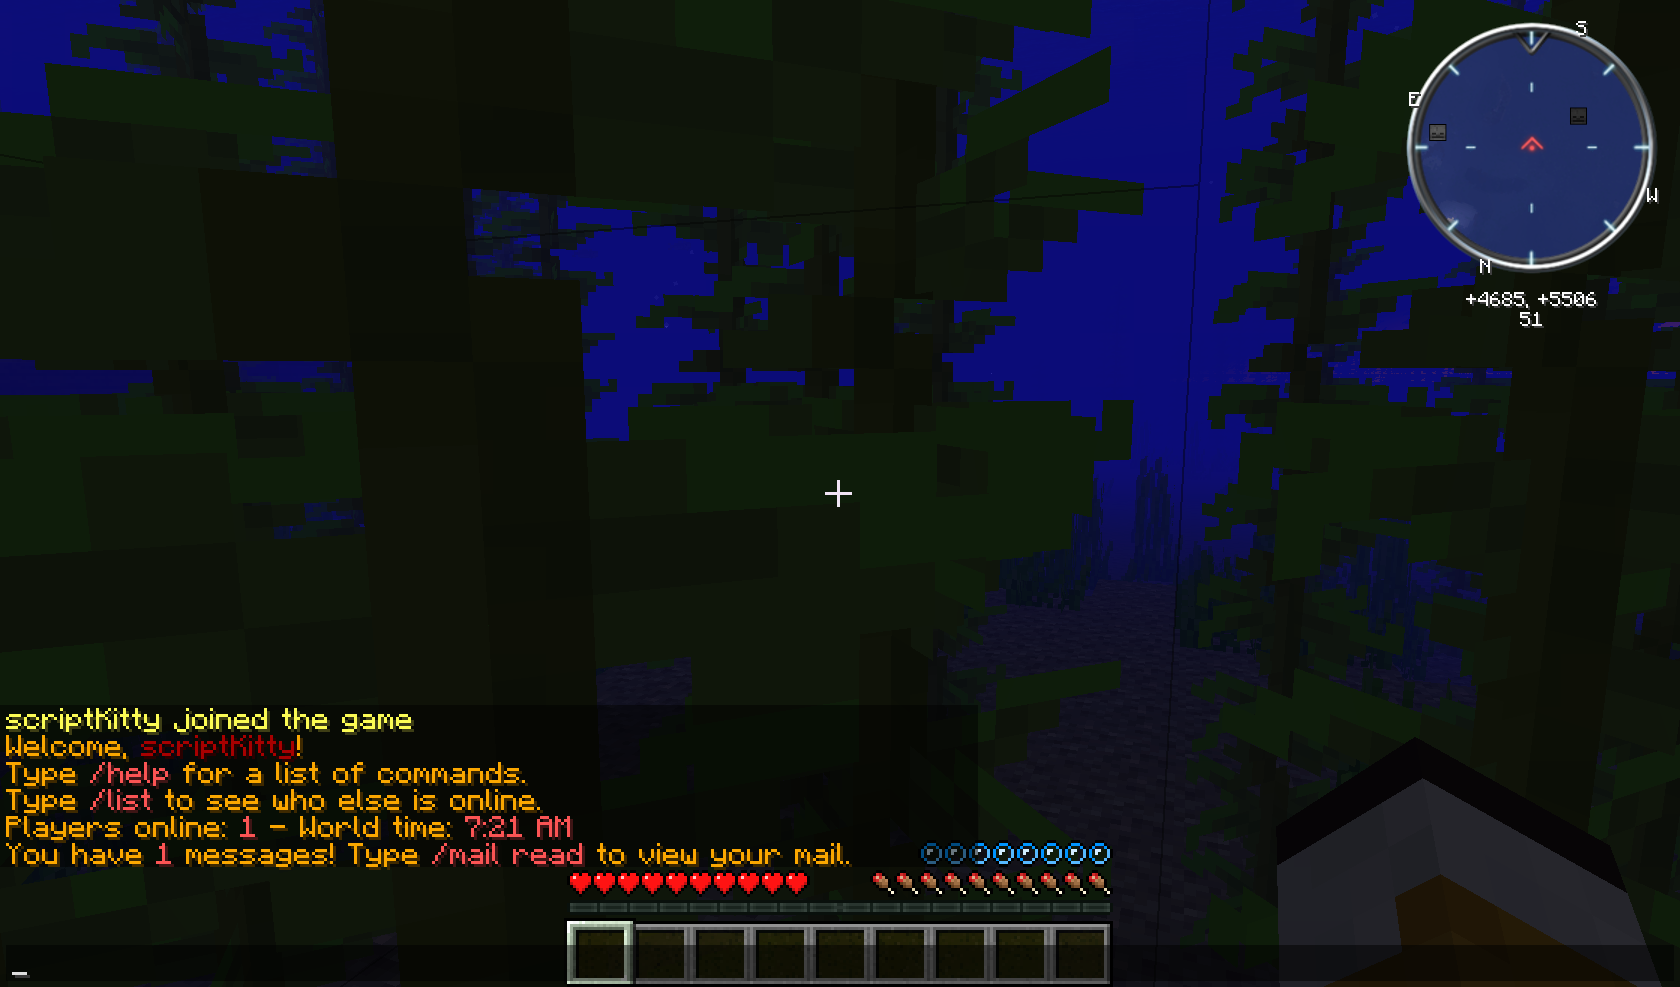 S
E
W
N
+4685, +5506
51
scriptKitty joined the game
Welcome, scriptKitty!
Type /help for a list of commands.
Type /list to see who else is online.
Players online: 1 - World time: 7:21 AM
You have 1 messages! Type /mail read to view your mail.
_